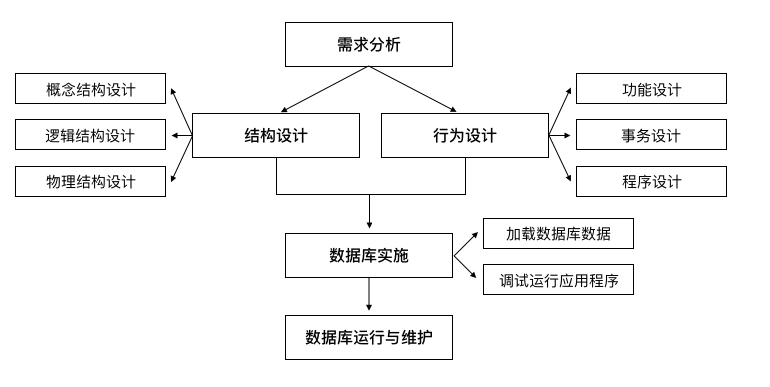 需求分析
概念结构设计
功能设计
逻辑结构设计
结构设计
行为设计
事务设计
物理结构设计
程序设计
加载数据库数据
数据库实施
调试运行应用程序
数据库运行与维护